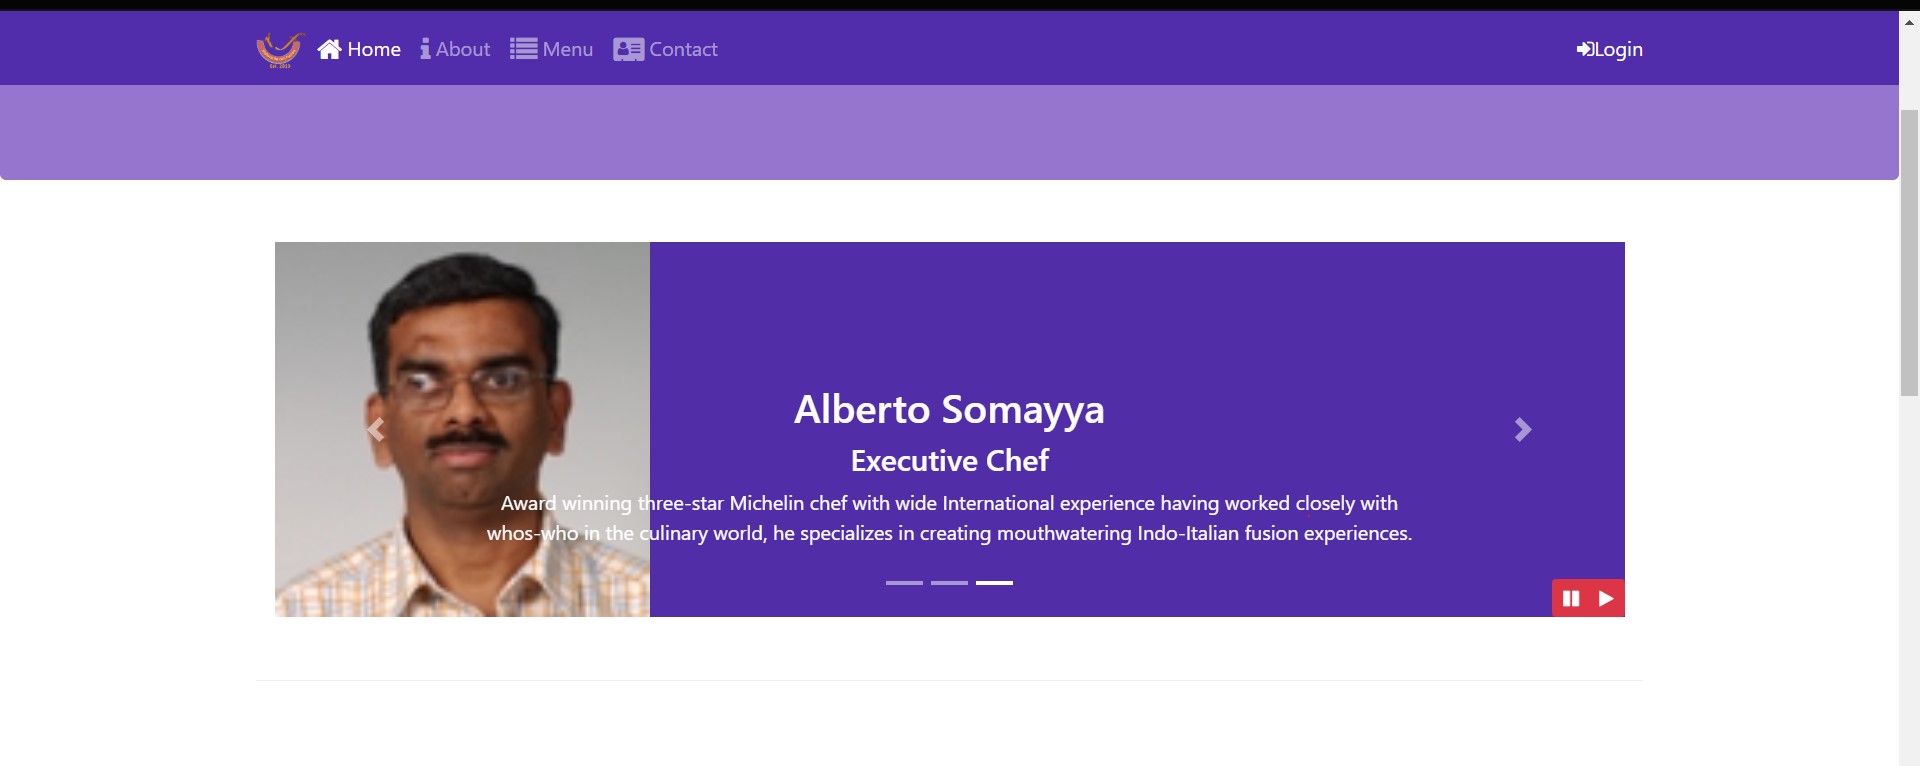 Home About Menu Contact Login
Alberto Somayya
Executive Chef
Award winning three-star Michelin chef with wide International experience having worked closely with
whos-who in the culinary world, he specializes in creating mouthwatering Indo-Italian fusion experiences.